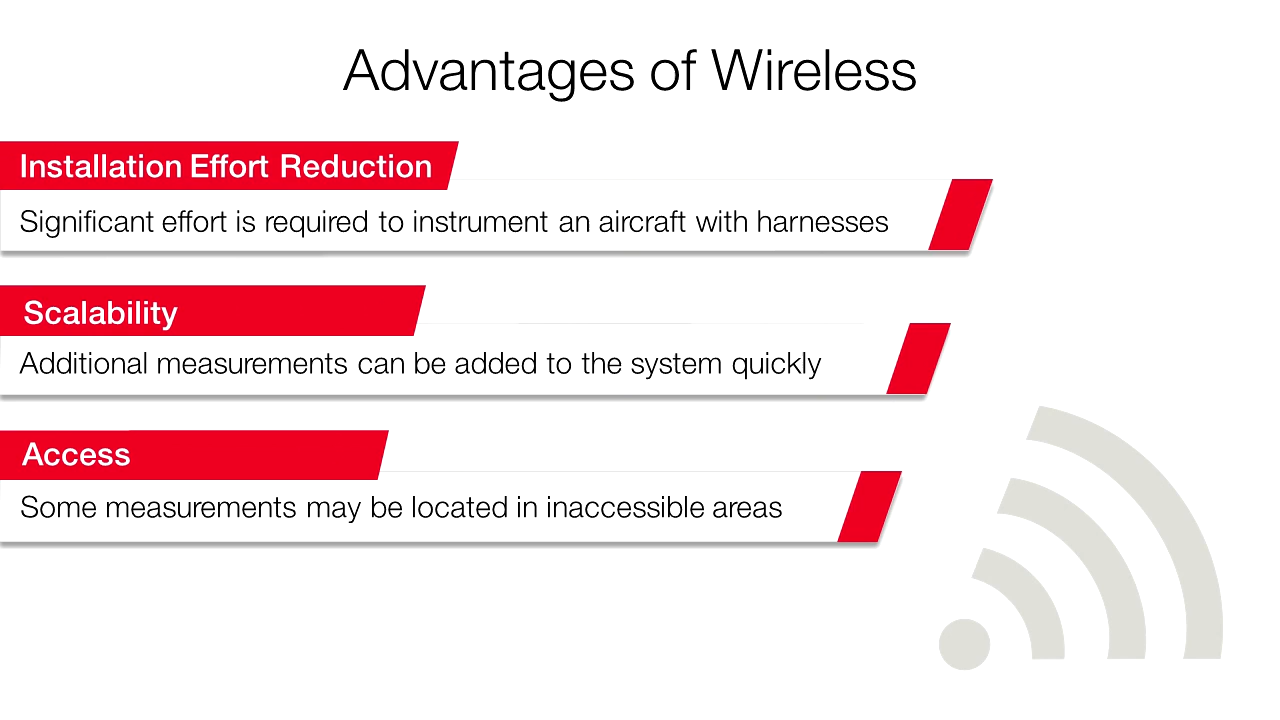 Advantages of Wireless
Installation Effort Reduction
Significant effort is required to instrument an aircraft with harnesses
Scalability
Additional measurements can be added to the system quickly
Access
Some measurements may be located in inaccessible areas